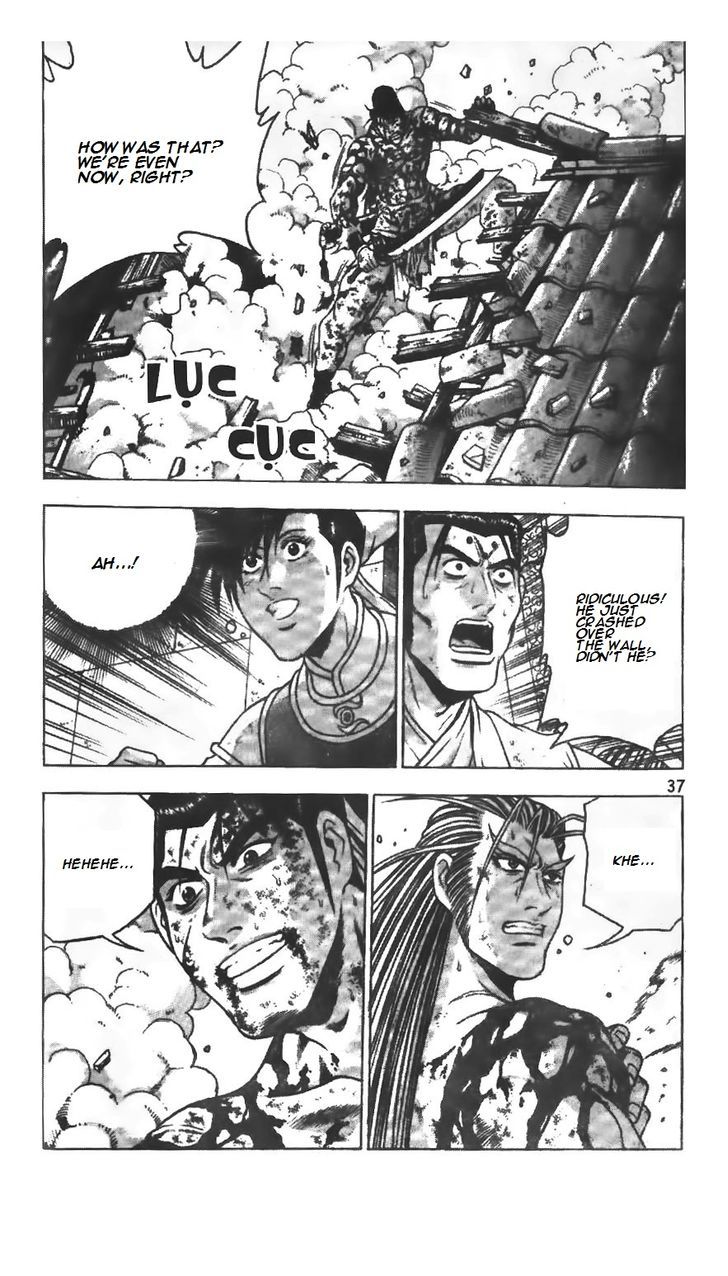 HOW WAS THAT?
WE'RE EVEN
NOW, RIGHT?
LỤC
CỤC
AH...!
RIDICULOUS!
HE JUST
CRASHED
OVER
THE WALL,
DIDN'T HE?
37
HEHEHE...
KHE...